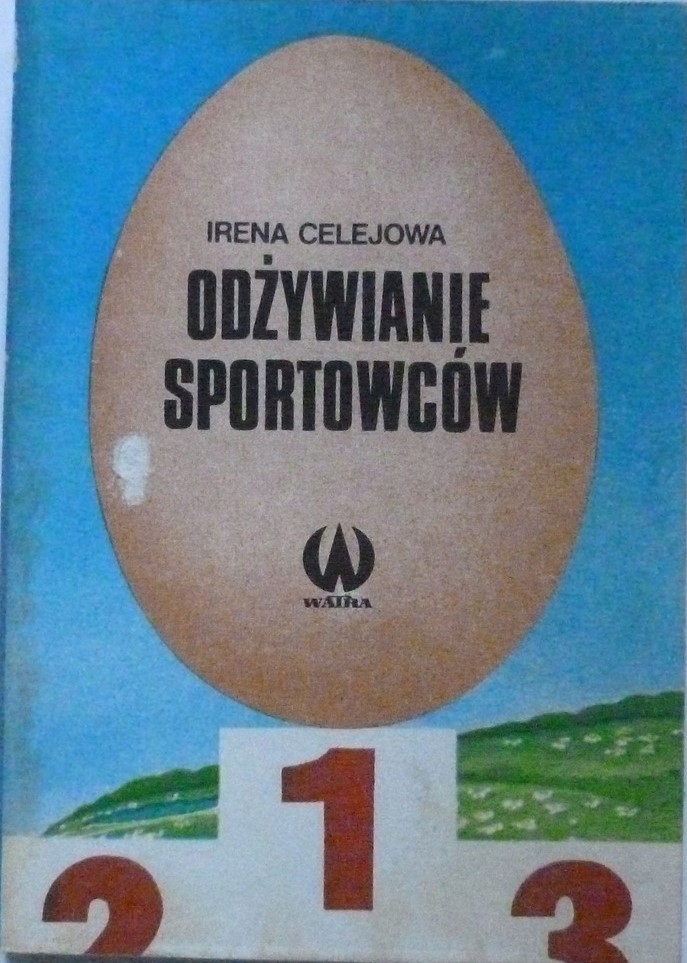 IRENA CELEJOWA
ODŻYWIANIE
SPORTOWCÓW
WATRA
1
2
3